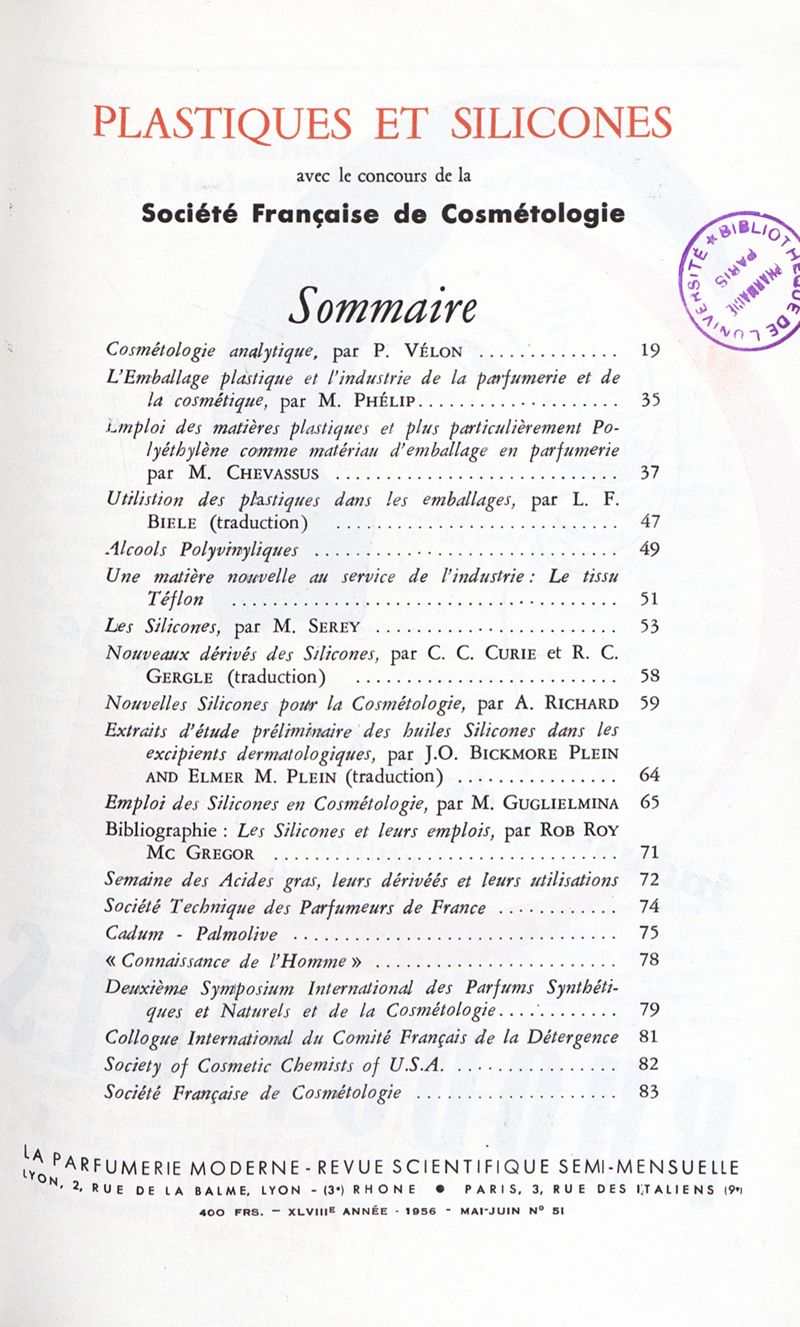 PLASTIQUES ET SILICONES
avec le concours de la
Société Française de Cosmétologie
BIBLIOTHÈQUE DE L'UNIVERSITÉ
PARIS
PHARMACIE
Sommaire
Cosmétologie analytique, par P. VÉLON .............. 19
L'Emballage plastique et l'industrie de la parfumerie et de
la cosmétique, par M. PHÉLIP.................... 35
Emploi des matières plastiques et plus particulièrement Po-
lyéthylène comme matériau d'emballage en parfumerie
par M. CHEVASSUS ............................ 37
Utilistion des plastiques dans les emballages, par L. F.
BIELE (traduction) ............................ 47
Alcools Polyvinyliques .............................. 49
Une matière nouvelle au service de l'industrie : Le tissu
Téflon ...................................... 51
Les Silicones, par M. SEREY ........................ 53
Nouveaux dérivés des Silicones, par C. C. CURIE et R. C.
GERGLE (traduction) .......................... 58
Nouvelles Silicones pour la Cosmétologie, par A. RICHARD 59
Extraits d'étude préliminaire des huiles Silicones dans les
excipients dermatologiques, par J.O. BICKMORE PLEIN
AND ELMER M. PLEIN (traduction) ................ 64
Emploi des Silicones en Cosmétologie, par M. GUGLIELMINA 65
Bibliographie : Les Silicones et leurs emplois, par ROB ROY
MC GREGOR .................................. 71
Semaine des Acides gras, leurs dérivéés et leurs utilisations 72
Société Technique des Parfumeurs de France ............ 74
Cadum - Palmolive ................................ 75
« Connaissance de l'Homme » ........................ 78
Deuxième Symposium International des Parfums Synthéti-
ques et Naturels et de la Cosmétologie............ 79
Collogue International du Comité Français de la Détergence 81
Society of Cosmetic Chemists of U.S.A. ................ 82
Société Française de Cosmétologie .................... 83
LA PARFUMERIE MODERNE - REVUE SCIENTIFIQUE SEMI-MENSUELLE
LYON, 2, RUE DE LA BALME, LYON - (3e) RHONE • PARIS, 3, RUE DES ITALIENS (9e)
400 FRS. — XLVIIIE ANNÉE - 1956 - MAI-JUIN N° 51